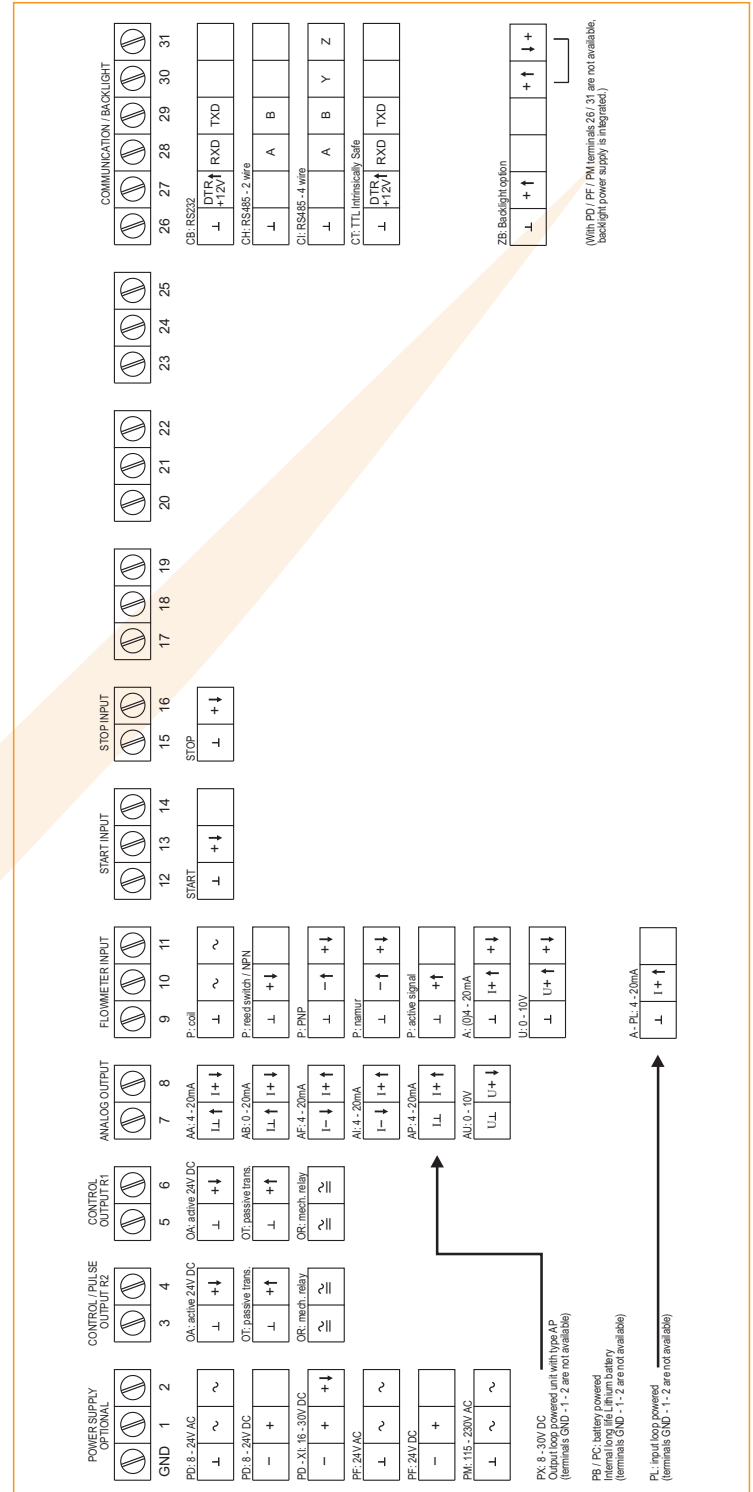 POWER SUPPLY
OPTIONAL
GND 1 2
PD: 8 - 24V AC
⊥ ~ ~
PD: 8 - 24V DC
– +
PD - XI: 16 - 30V DC
– + +↓
PF: 24V AC
⊥ ~ ~
PF: 24V DC
– +
PM: 115 - 230V AC
⊥ ~ ~
PX: 8 - 30V DC
Output loop powered unit with type AP
(terminals GND - 1 - 2 are not available)
PB / PC: battery powered
Internal long life Lithium battery
(terminals GND - 1 - 2 are not available)
PL: input loop powered
(terminals GND - 1 - 2 are not available)
CONTROL / PULSE
OUTPUT R2
3 4
OA: active 24V DC
⊥ +↓
OT: passive trans.
⊥ +↑
OR: mech. relay
≂ ≂
CONTROL
OUTPUT R1
5 6
OA: active 24V DC
⊥ +↓
OT: passive trans.
⊥ +↑
OR: mech. relay
≂ ≂
ANALOG OUTPUT
7 8
AA: 4 - 20mA
I⊥↑ I+↓
AB: 0 - 20mA
I⊥↑ I+↓
AF: 4 - 20mA
I–↓ I+↑
AI: 4 - 20mA
I–↓ I+↑
AP: 4 - 20mA
I⊥ I+↑
AU: 0 - 10V
U⊥ U+↓
FLOWMETER INPUT
9 10 11
P: coil
⊥ ~ ~
P: reed switch / NPN
⊥ +↓
P: PNP
⊥ –↑ +↓
P: namur
⊥ –↑ +↓
P: active signal
⊥ +↑
A: (0)4 - 20mA
⊥ I+↑ +↓
U: 0 - 10V
⊥ U+↑ +↓
A - PL: 4 - 20mA
⊥ I+↑
START INPUT
12 13 14
START
⊥ +↓
STOP INPUT
15 16
STOP
⊥ +↓
17 18 19
20 21 22
23 24 25
COMMUNICATION / BACKLIGHT
26 27 28 29 30 31
CB: RS232
⊥ DTR +12V↑ RXD TXD
CH: RS485 - 2 wire
⊥ A B
CI: RS485 - 4 wire
⊥ A B Y Z
CT: TTL Intrinsically Safe
⊥ DTR +12V↑ RXD TXD
ZB: Backlight option
⊥ +↑ +↑ ↓+
(With PD / PF / PM terminals 26 / 31 are not available,
backlight power supply is integrated.)